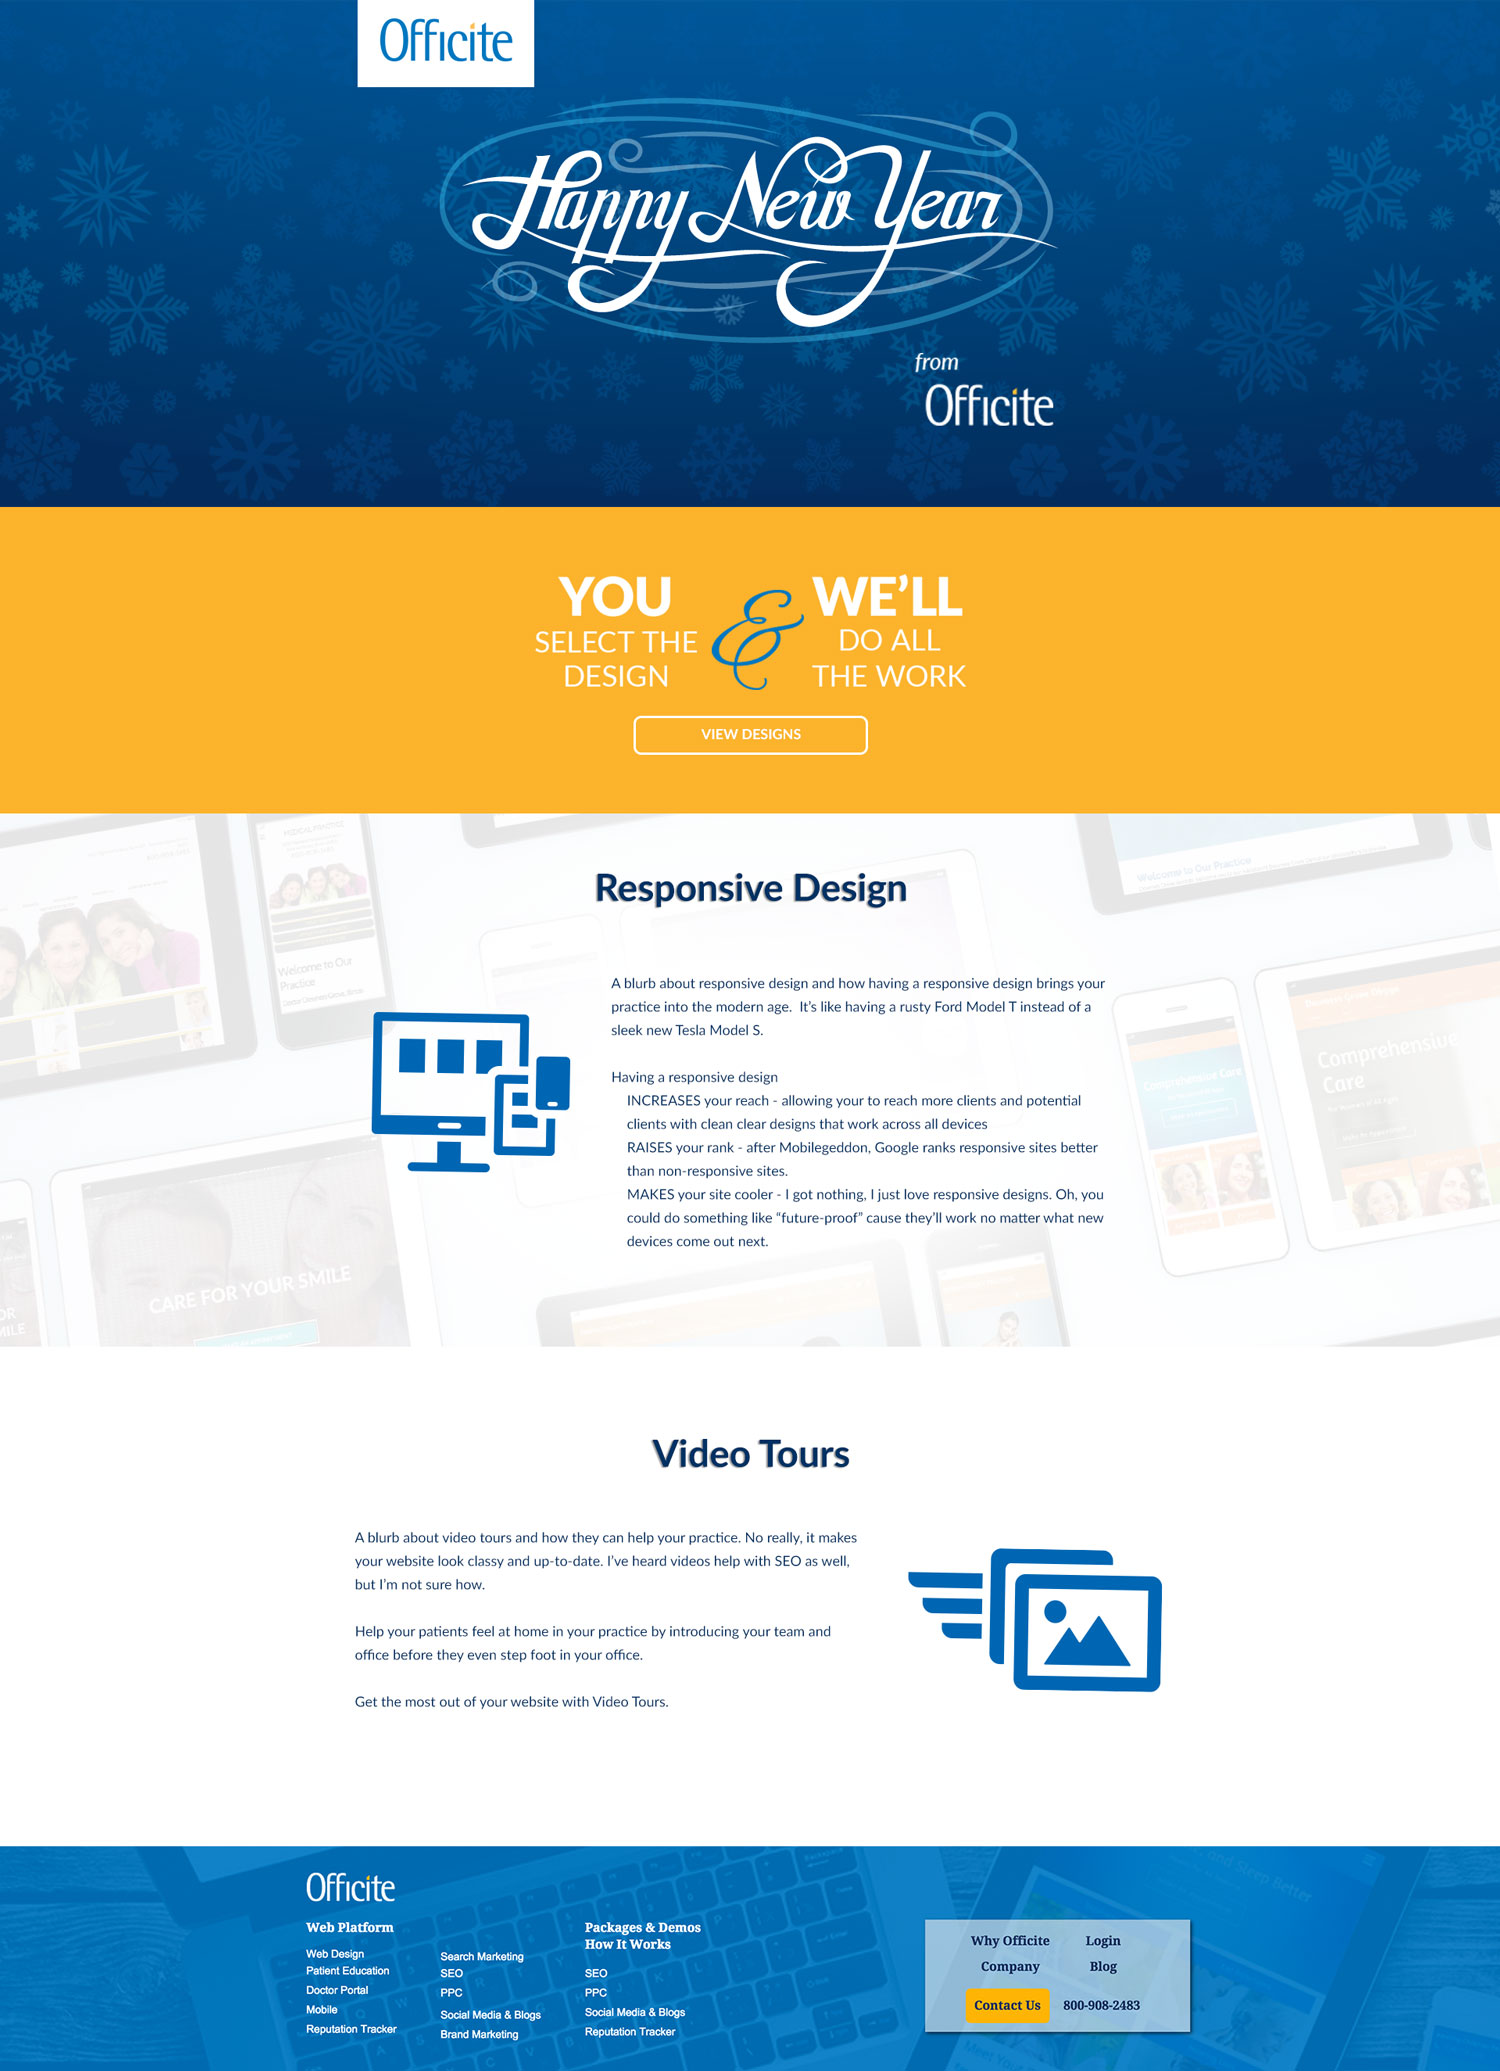 Officite
Happy New Year
from
Officite
YOU
SELECT THE
DESIGN
&
WE'LL
DO ALL
THE WORK
VIEW DESIGNS
MEDICAL PRACTICE
Welcome to Our Practice
Welcome to Our
Practice
Responsive Design
A blurb about responsive design and how having a responsive design brings your
practice into the modern age.  It's like having a rusty Ford Model T instead of a
sleek new Tesla Model S.
Having a responsive design
INCREASES your reach - allowing your to reach more clients and potential
clients with clean clear designs that work across all devices
RAISES your rank - after Mobilegeddon, Google ranks responsive sites better
than non-responsive sites.
MAKES your site cooler - I got nothing, I just love responsive designs. Oh, you
could do something like “future-proof” cause they'll work no matter what new
devices come out next.
Comprehensive Care
Comprehensive
Care
CARE FOR YOUR SMILE
Video Tours
A blurb about video tours and how they can help your practice. No really, it makes
your website look classy and up-to-date. I've heard videos help with SEO as well,
but I'm not sure how.
Help your patients feel at home in your practice by introducing your team and
office before they even step foot in your office.
Get the most out of your website with Video Tours.
Officite
Web Platform
Web Design
Patient Education
Doctor Portal
Mobile
Reputation Tracker
Search Marketing
SEO
PPC
Social Media & Blogs
Brand Marketing
Packages & Demos
How It Works
SEO
PPC
Social Media & Blogs
Reputation Tracker
and Sleep Better
Why Officite
Login
Company
Blog
Contact Us
800-908-2483